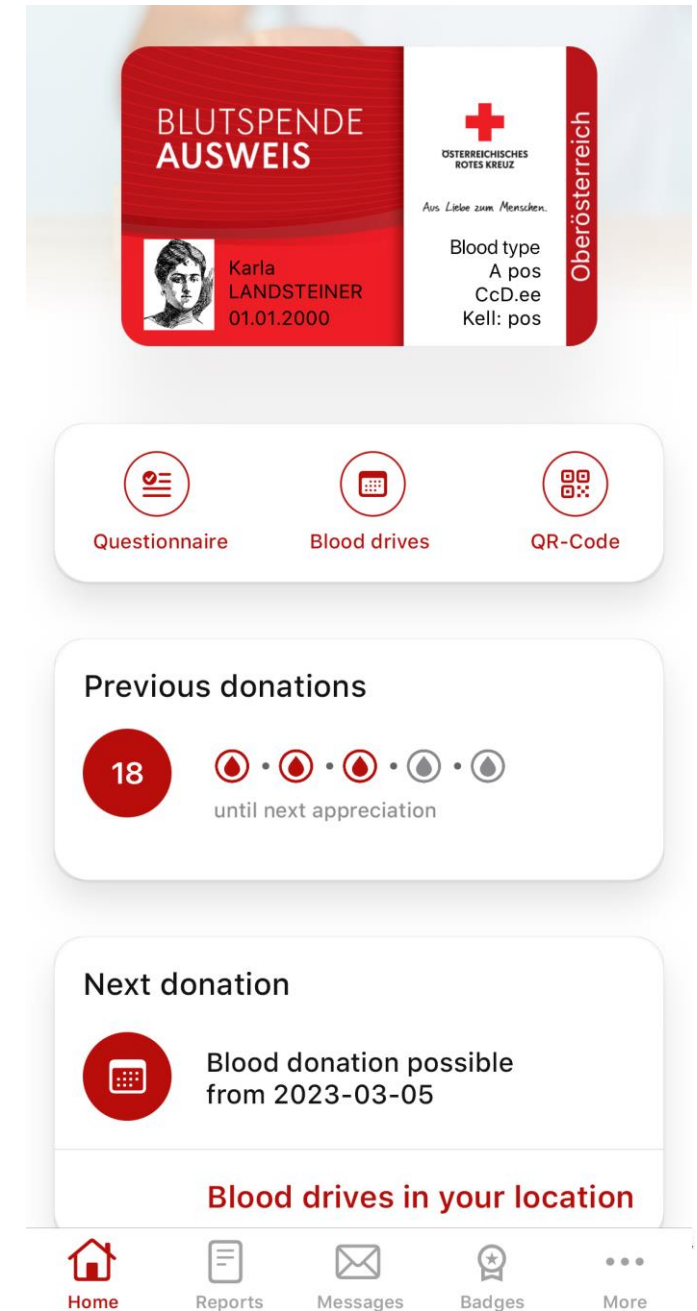 BLUTSPENDE
AUSWEIS
ÖSTERREICHISCHES
ROTES KREUZ
Aus Liebe zum Menschen.
Oberösterreich
Karla
LANDSTEINER
01.01.2000
Blood type
A pos
CcD.ee
Kell: pos
Questionnaire
Blood drives
QR-Code
Previous donations
18
until next appreciation
Next donation
Blood donation possible
from 2023-03-05
Blood drives in your location
Home
Reports
Messages
Badges
More